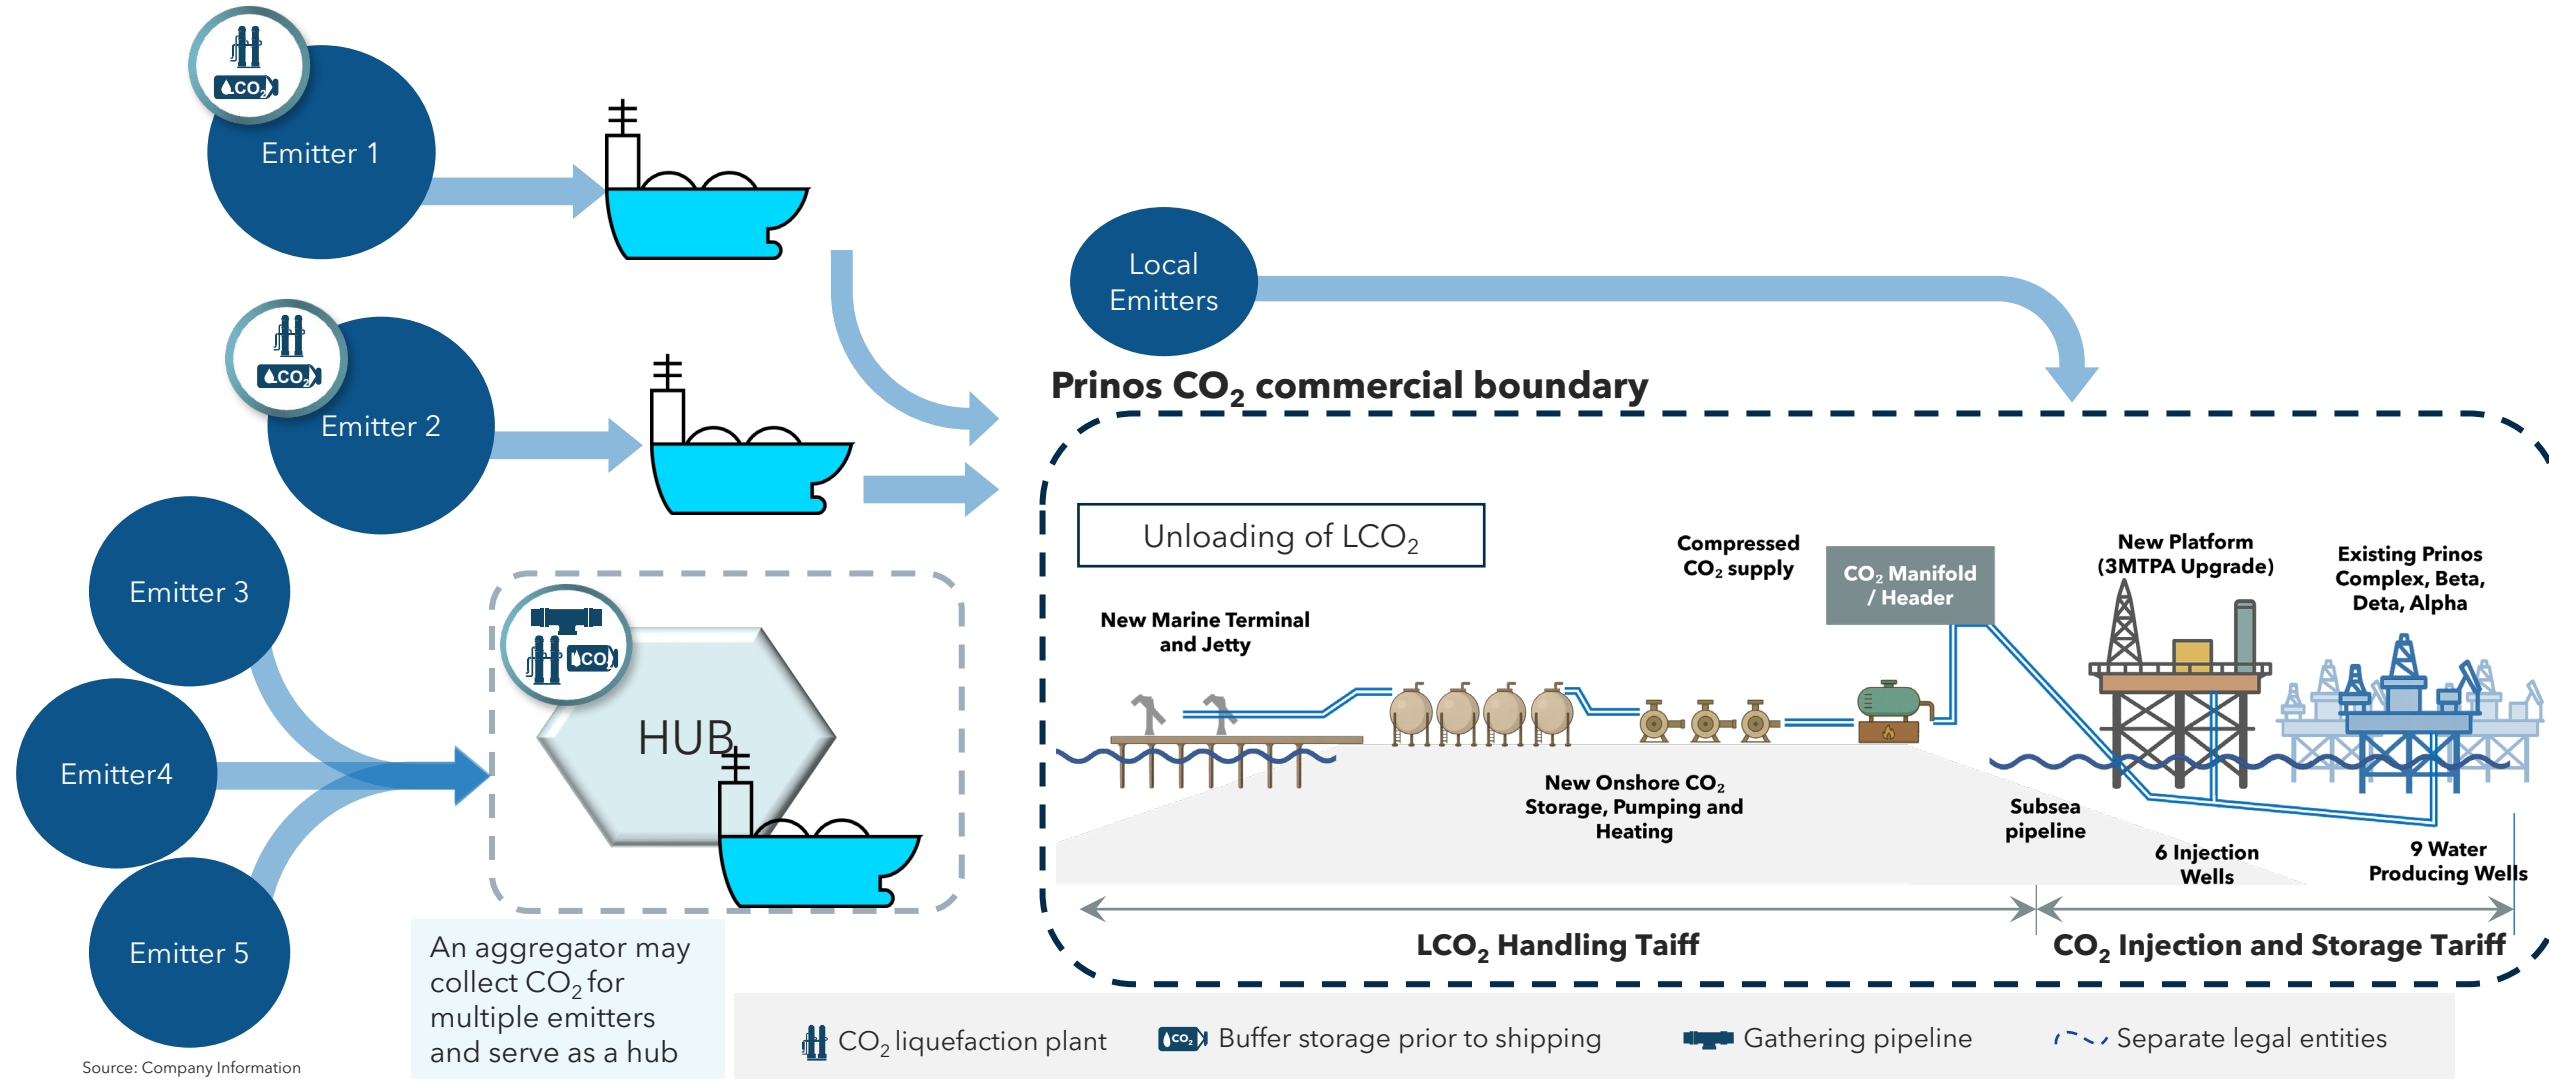 CO₂
Emitter 1
CO₂
Emitter 2
Emitter 3
Emitter4
Emitter 5
CO₂
HUB
An aggregator may
collect CO₂ for
multiple emitters
and serve as a hub
Source: Company Information
Local
Emitters
Prinos CO₂ commercial boundary
Unloading of LCO₂
New Marine Terminal
and Jetty
Compressed
CO₂ supply
CO₂ Manifold
/ Header
New Platform
(3MTPA Upgrade)
Existing Prinos
Complex, Beta,
Deta, Alpha
New Onshore CO₂
Storage, Pumping and
Heating
Subsea
pipeline
6 Injection
Wells
9 Water
Producing Wells
LCO₂ Handling Taiff
CO₂ Injection and Storage Tariff
CO₂ liquefaction plant
CO₂
Buffer storage prior to shipping
Gathering pipeline
Separate legal entities